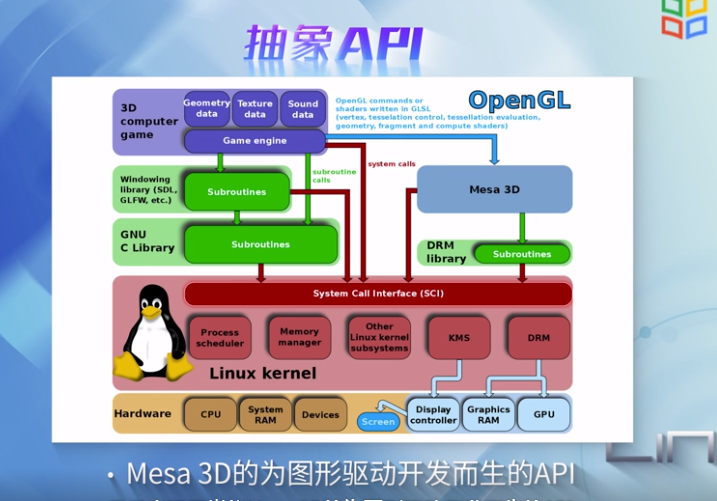 抽象API
3D
computer
game
Geometry
data
Texture
data
Sound
data
Game engine
OpenGL commands or
shaders written in GLSL
(vertex, tesselation control, tessellation evaluation,
geometry, fragment and compute shaders)
OpenGL
system calls
subroutine
calls
Windowing
library (SDL,
GLFW, etc.)
Subroutines
Mesa 3D
GNU
C Library
Subroutines
DRM
library
Subroutines
System Call Interface (SCI)
Process
scheduler
Memory
manager
Other
Linux kernel
subsystems
KMS
DRM
Linux kernel
Hardware
CPU
System
RAM
Devices
Screen
Display
controller
Graphics
RAM
GPU
· Mesa 3D的为图形驱动开发而生的API